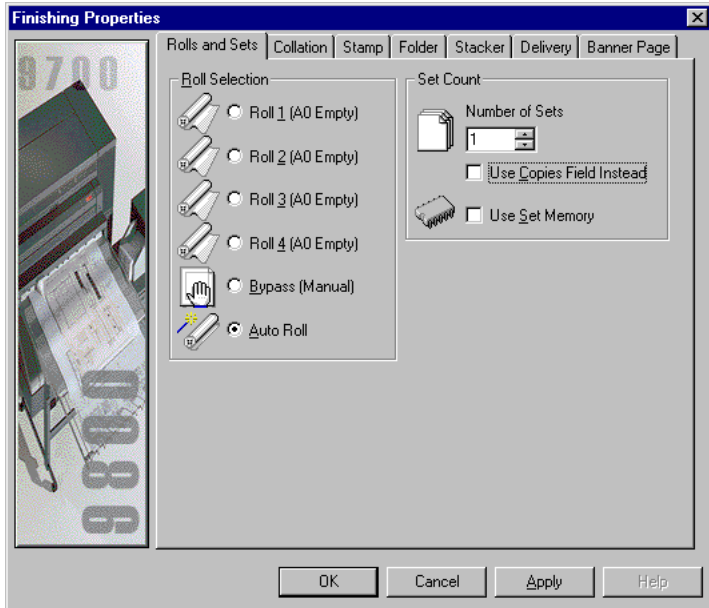 Finishing Properties
Rolls and Sets Collation Stamp Folder Stacker Delivery Banner Page
9700
9800
Roll Selection
Roll 1 (A0 Empty)
Roll 2 (A0 Empty)
Roll 3 (A0 Empty)
Roll 4 (A0 Empty)
Bypass (Manual)
Auto Roll
Set Count
Number of Sets
1
Use Copies Field Instead
Use Set Memory
OK Cancel Apply Help